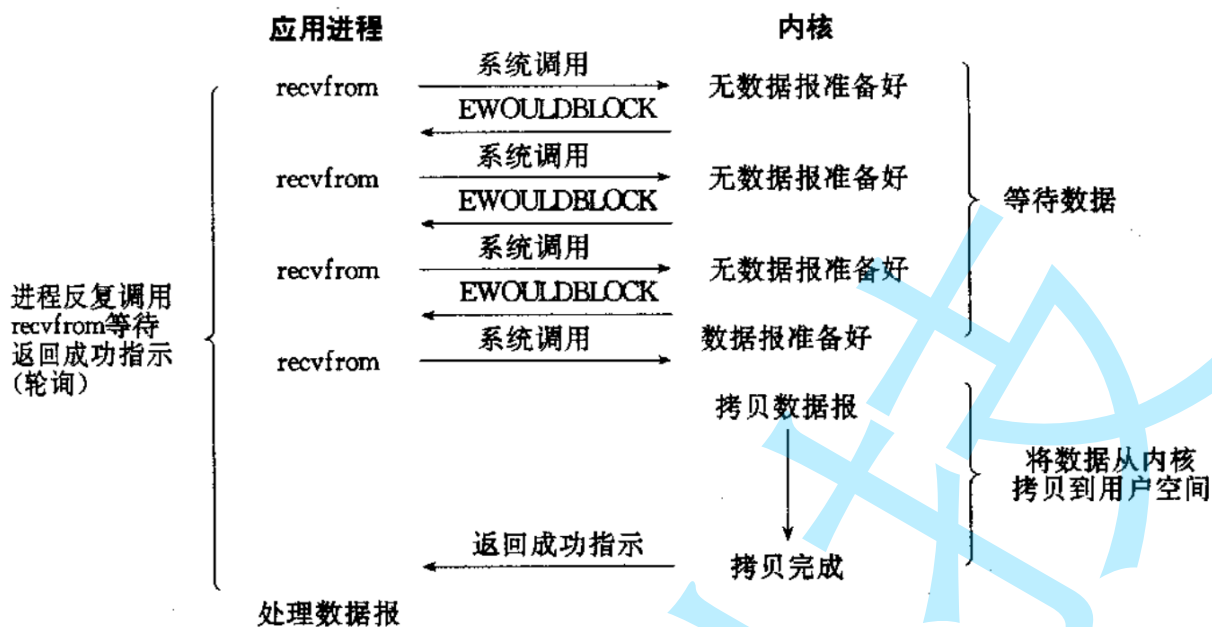 应用进程
内核
系统调用
recvfrom
无数据报准备好
EWOULDBLOCK
系统调用
recvfrom
无数据报准备好
EWOULDBLOCK
等待数据
系统调用
recvfrom
无数据报准备好
EWOULDBLOCK
进程反复调用
recvfrom等待
返回成功指示
(轮询)
系统调用
数据报准备好
recvfrom
拷贝数据报
将数据从内核
拷贝到用户空间
返回成功指示
拷贝完成
处理数据报